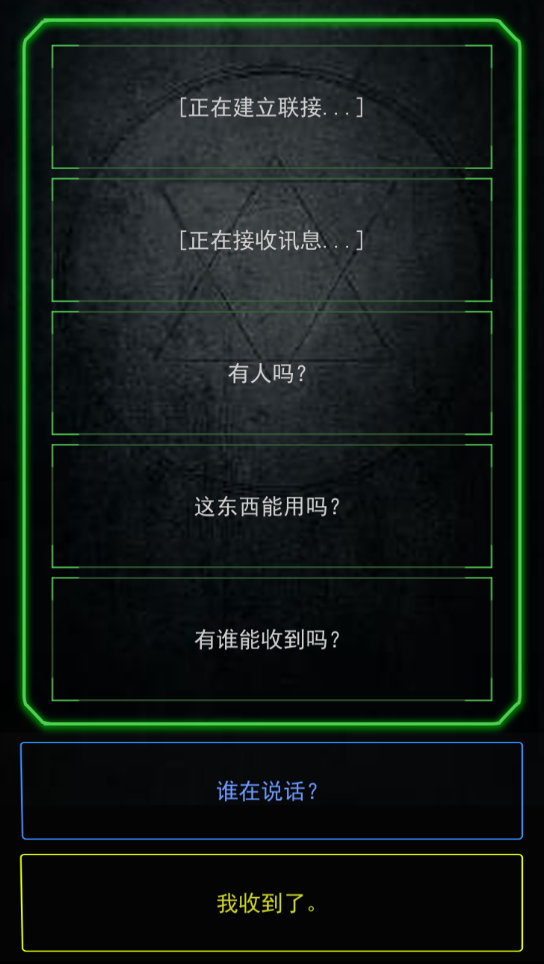 [正在建立联接...]
[正在接收讯息...]
有人吗?
这东西能用吗?
有谁能收到吗?
谁在说话?
我收到了。